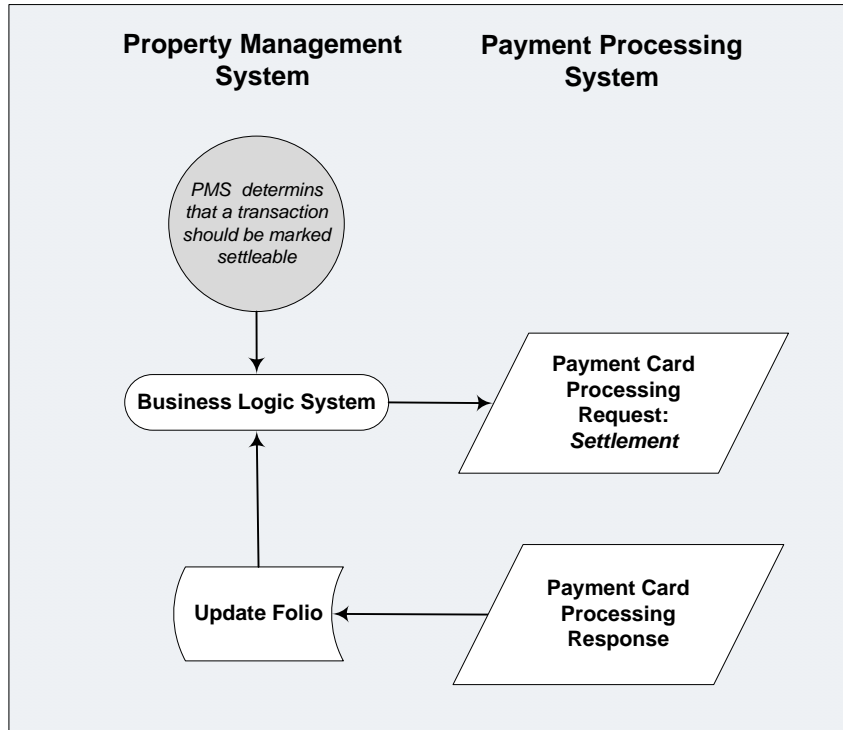 Property Management
System
Payment Processing
System
PMS determins
that a transaction
should be marked
settleable
Business Logic System
Payment Card
Processing
Request:
Settlement
Update Folio
Payment Card
Processing
Response